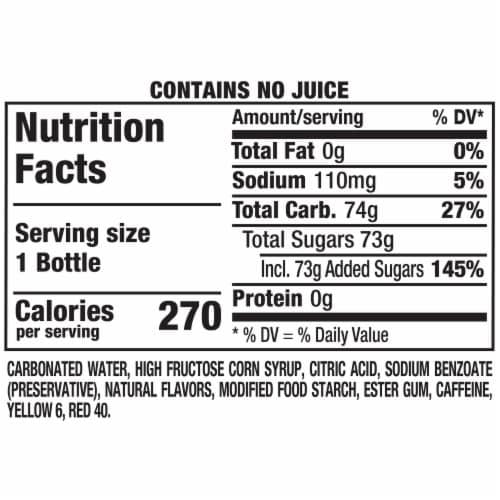 CONTAINS NO JUICE
Nutrition
Facts
Serving size
1 Bottle
Calories
per serving
270
Amount/serving % DV*
Total Fat 0g 0%
Sodium 110mg 5%
Total Carb. 74g 27%
Total Sugars 73g
Incl. 73g Added Sugars 145%
Protein 0g
* % DV = % Daily Value
CARBONATED WATER, HIGH FRUCTOSE CORN SYRUP, CITRIC ACID, SODIUM BENZOATE
(PRESERVATIVE), NATURAL FLAVORS, MODIFIED FOOD STARCH, ESTER GUM, CAFFEINE,
YELLOW 6, RED 40.